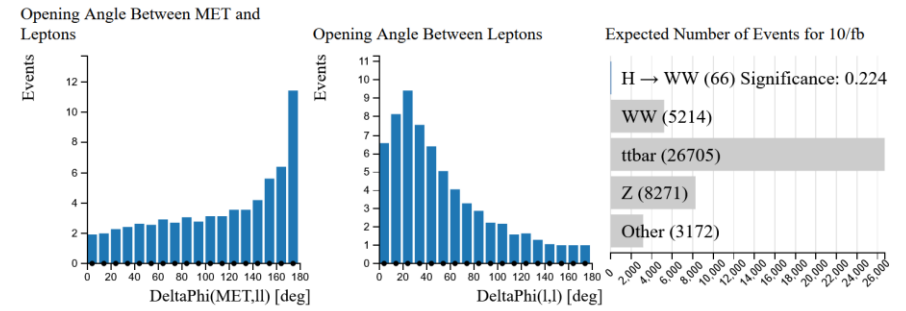 Opening Angle Between MET and
Leptons
Events
12
10
8
6
4
2
0
0 20 40 60 80 100 120 140 160 180
DeltaPhi(MET,ll) [deg]
Opening Angle Between Leptons
Events
11
10
9
8
7
6
5
4
3
2
1
0
0 20 40 60 80 100 120 140 160 180
DeltaPhi(l,l) [deg]
Expected Number of Events for 10/fb
H → WW (66) Significance: 0.224
WW (5214)
ttbar (26705)
Z (8271)
Other (3172)
0 2,000 4,000 6,000 8,000 10,000 12,000 14,000 16,000 18,000 20,000 22,000 24,000 26,000